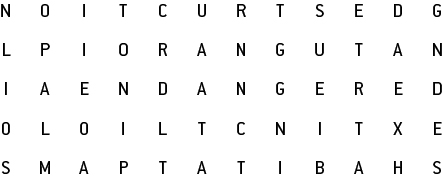 N O I T C U R T S E D G
L P I O R A N G U T A N
I A E N D A N G E R E D
O L O I L T C N I T X E
S M A P T A T I B A H S